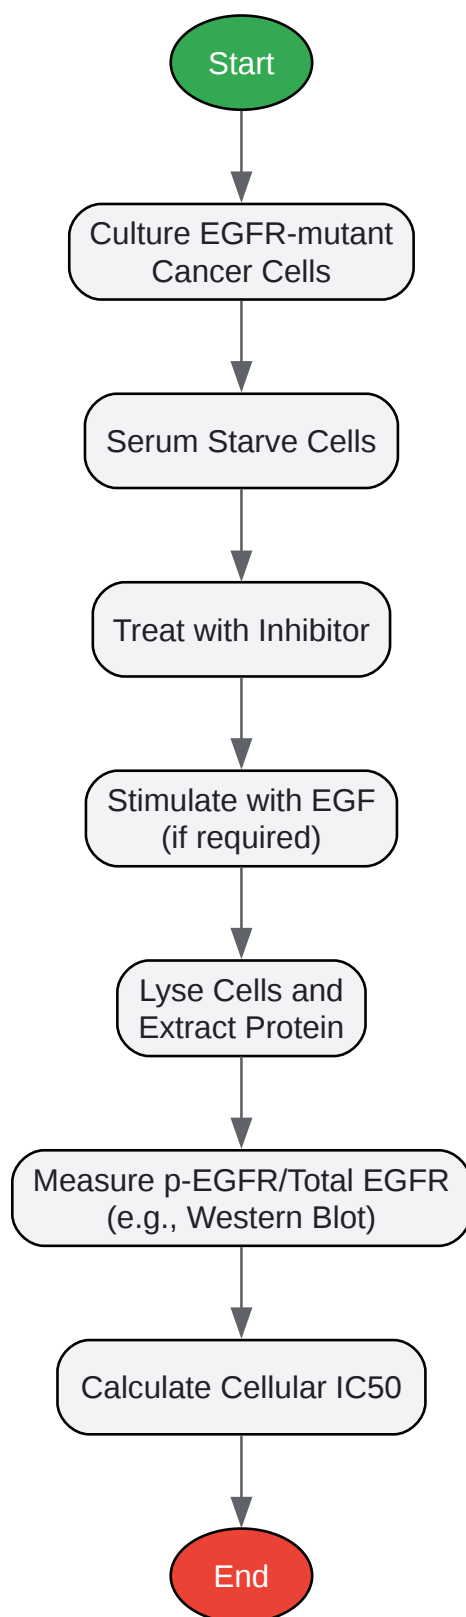 Start
Culture EGFR-mutant
Cancer Cells
Serum Starve Cells
Treat with Inhibitor
Stimulate with EGF
(if required)
Lyse Cells and
Extract Protein
Measure p-EGFR/Total EGFR
(e.g., Western Blot)
Calculate Cellular IC50
End